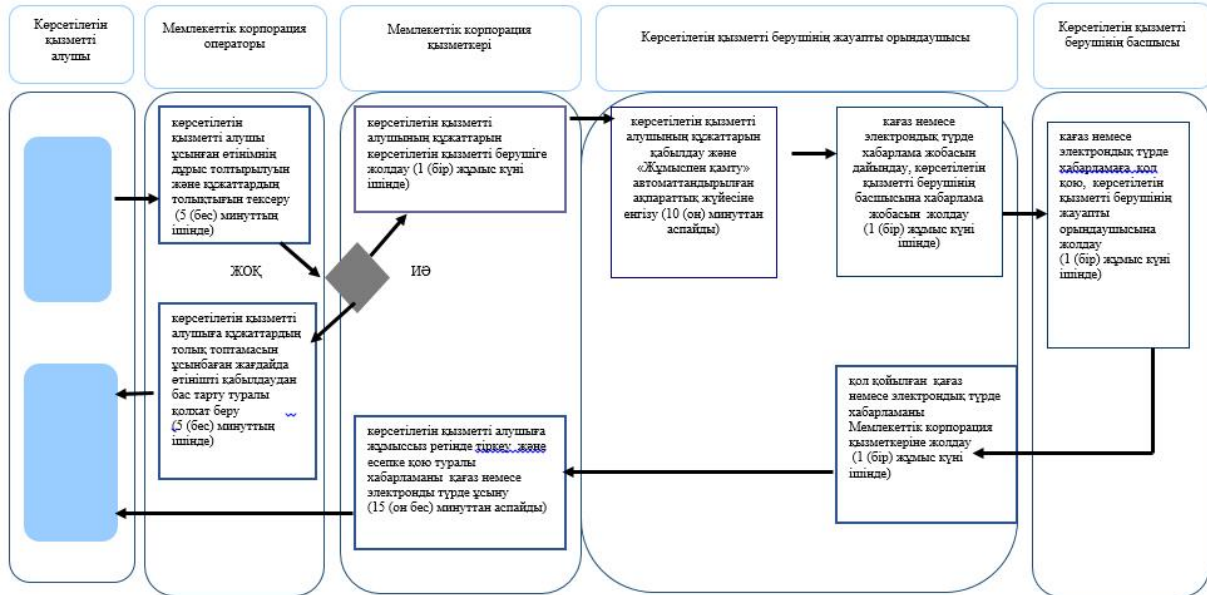 Көрсетілетін
қызметті
алушы
Мемлекеттік корпорация
операторы
Мемлекеттік корпорация
қызметкері
Көрсетілетін қызметті берушінің жауапты орындаушысы
Көрсетілетін қызметті
берушінің басшысы
көрсетілетін
қызметті алушы
ұсынған өтінімнің
дұрыс толтырылуын
және құжаттардың
толықтығын тексеру
(5 (бес) минуттың
ішінде)
көрсетілетін қызметті
алушының құжаттарын
көрсетілетін қызметті берушіге
жолдау (1 (бір) жұмыс күні
ішінде)
көрсетілетін қызметті
алушының құжаттарын
қабылдау және
«Жұмыспен қамту»
автоматтандырылған
ақпараттық жүйесіне
енгізу (10 (он) минуттан
аспайды)
қағаз немесе
электрондық түрде
хабарлама жобасын
дайындау, көрсетілетін
қызметті берушінің
басшысына хабарлама
жобасын жолдау
(1 (бір) жұмыс күні
ішінде)
қағаз немесе
электрондық түрде
хабарламаға қол
қою, көрсетілетін
қызметті берушінің
жауапты
орындаушысына
жолдау
(1 (бір) жұмыс күні
ішінде)
ЖОҚ
ИӘ
көрсетілетін қызметті
алушыға құжаттардың
толық топтамасын
ұсынбаған жағдайда
өтінішті қабылдаудан
бас тарту туралы
қолхат беру
(5 (бес) минуттың
ішінде)
көрсетілетін қызметті алушыға
жұмыссыз ретінде тіркеу және
есепке қою туралы
хабарламаны қағаз немесе
электронды түрде ұсыну
(15 (он бес) минуттан аспайды)
қол қойылған қағаз
немесе электрондық түрде
хабарламаны
Мемлекеттік корпорация
қызметкеріне жолдау
(1 (бір) жұмыс күні
ішінде)